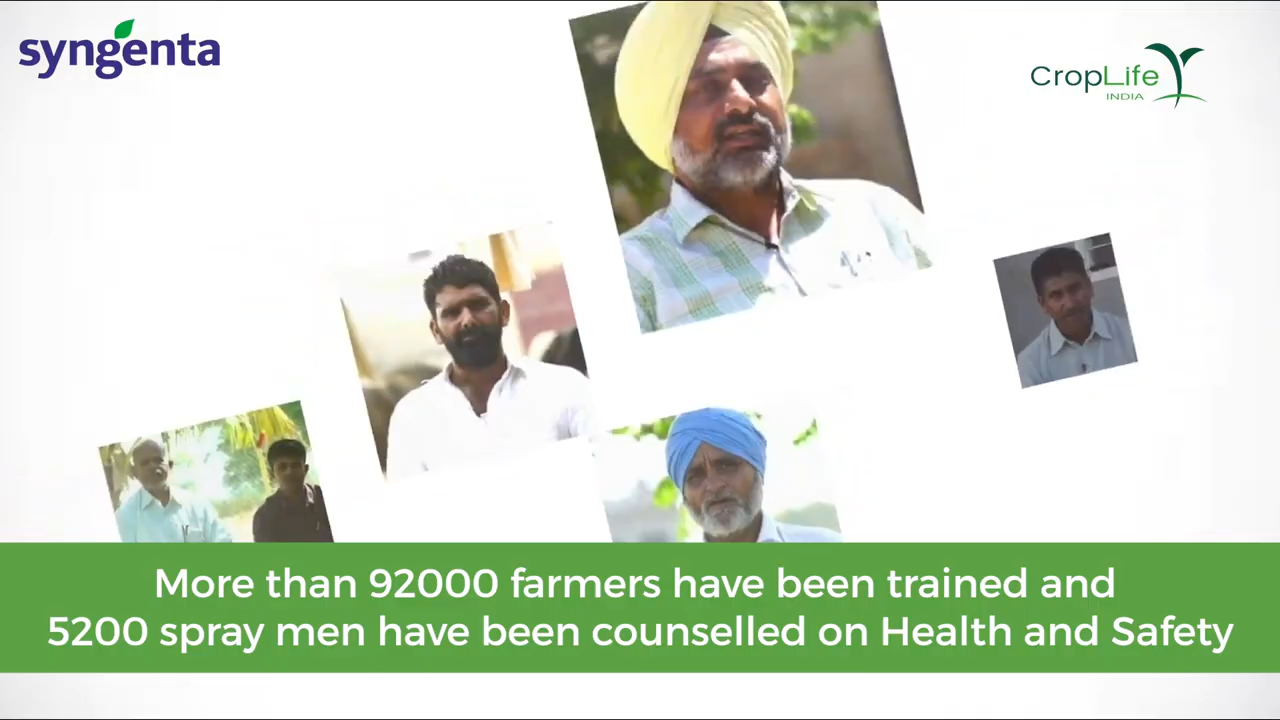 syngenta
CropLife
INDIA
More than 92000 farmers have been trained and
5200 spray men have been counselled on Health and Safety